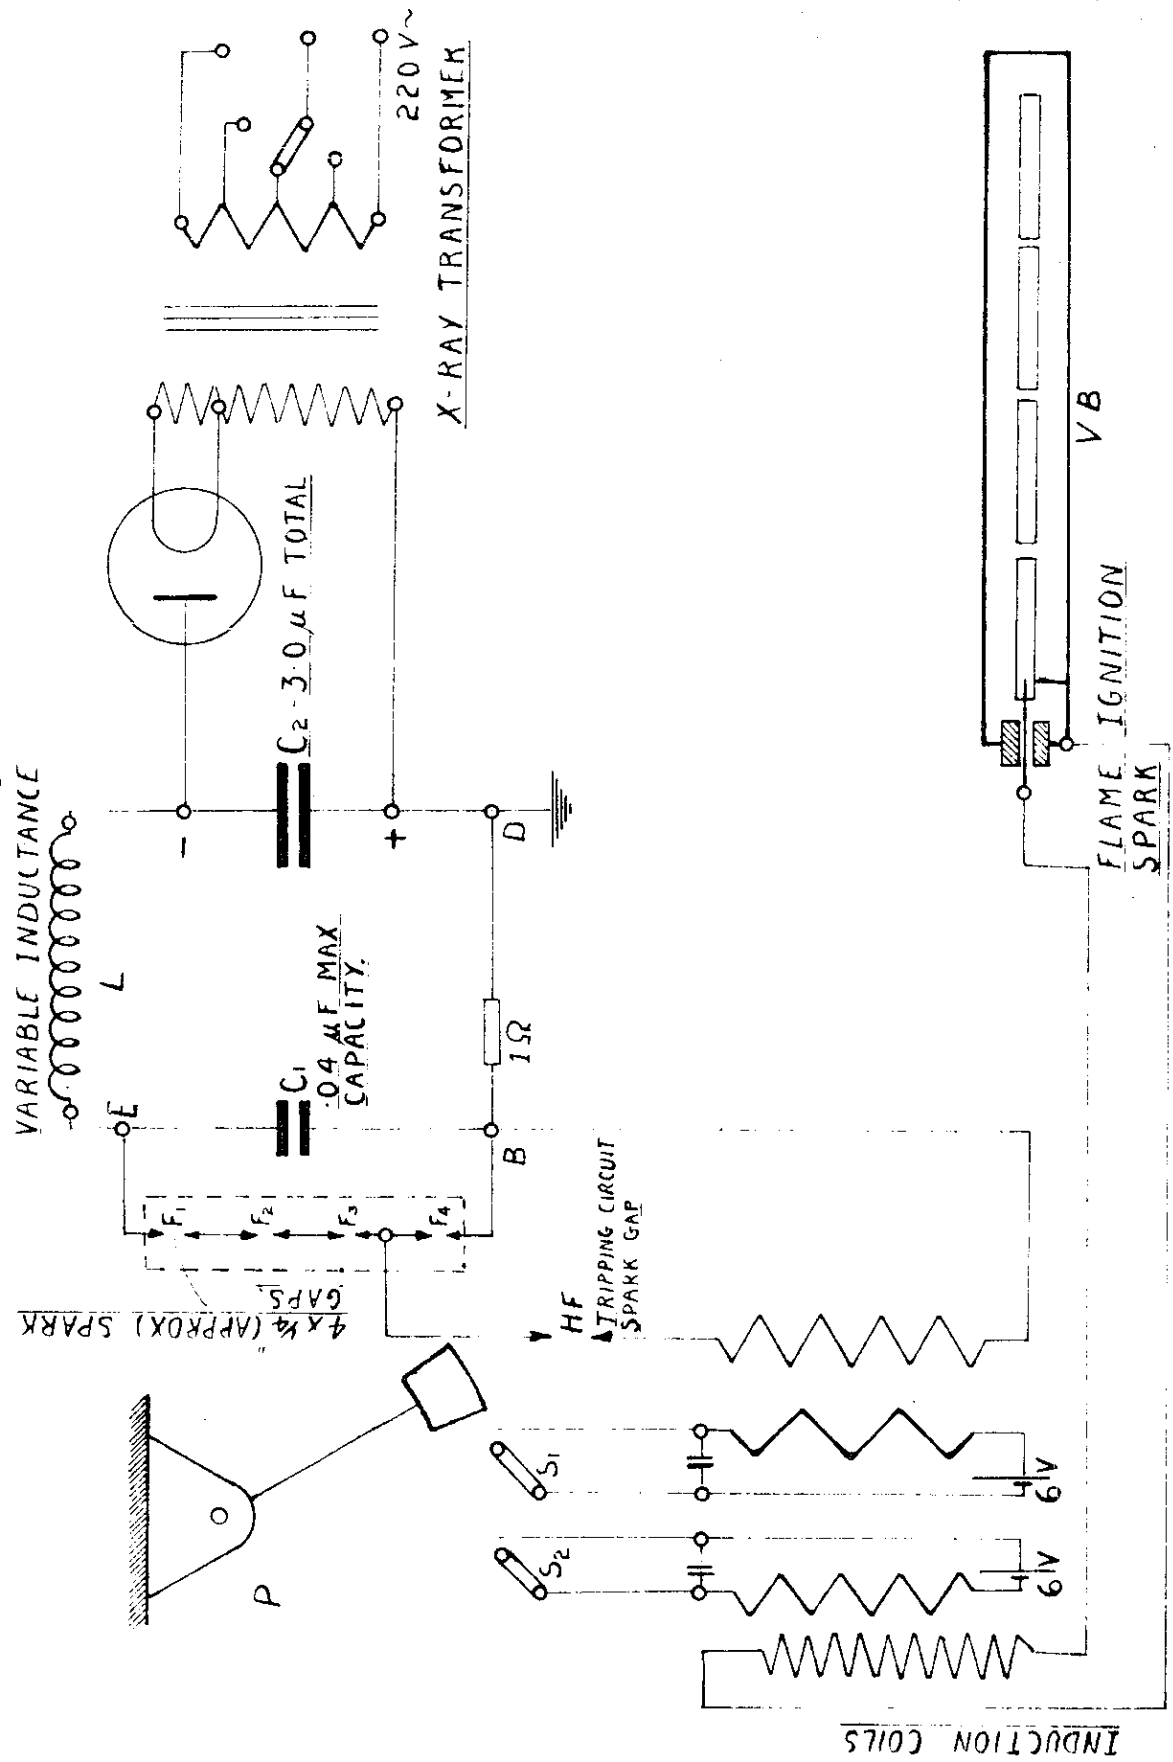 VARIABLE INDUCTANCE
L
E
C₁
.04 µF MAX
CAPACITY.
C₂ - 3.0 µF TOTAL
-
+
220V~
X-RAY TRANSFORMER
1Ω
B
D
F₁
F₂
F₃
F₄
4 x ¼" (APPROX) SPARK
GAPS.
HF
TRIPPING CIRCUIT
SPARK GAP
P
S₁
S₂
6V
6V
INDUCTION COILS
FLAME IGNITION
SPARK
VB